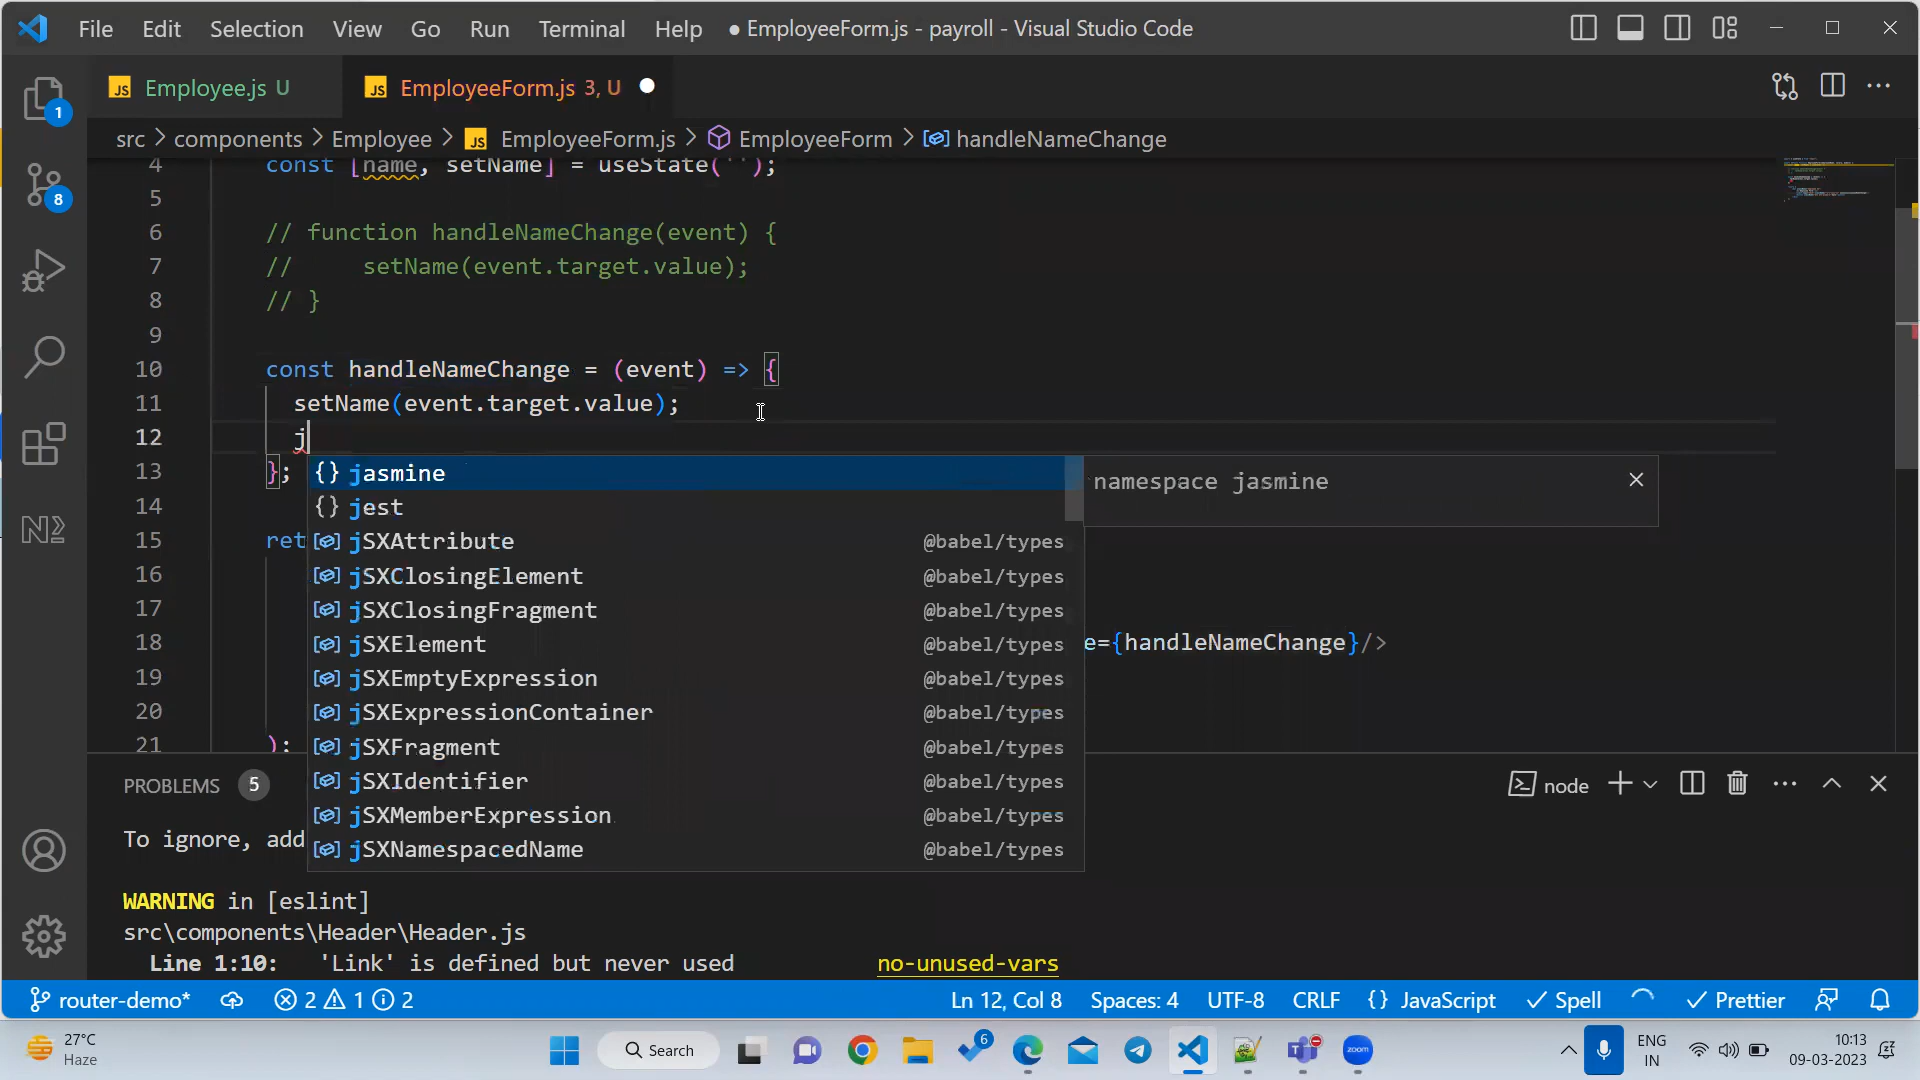 File Edit Selection View Go Run Terminal Help ● EmployeeForm.js - payroll - Visual Studio Code
JS Employee.js U JS EmployeeForm.js 3, U
src > components > Employee > JS EmployeeForm.js > EmployeeForm > handleNameChange
4 const [name, setName] = useState('');
5
6 // function handleNameChange(event) {
7 //     setName(event.target.value);
8 // }
9
10 const handleNameChange = (event) => {
11 setName(event.target.value);
12 j
13 };
{} jasmine
namespace jasmine
14
{} jest
15 ret
jSXAttribute @babel/types
16
jSXClosingElement @babel/types
17
jSXClosingFragment @babel/types
18
jSXElement @babel/types
e={handleNameChange}/>
19
jSXEmptyExpression @babel/types
20
jSXExpressionContainer @babel/types
21 );
jSXFragment @babel/types
jSXIdentifier @babel/types
jSXMemberExpression @babel/types
jSXNamespacedName @babel/types
1
8
PROBLEMS 5
node
To ignore, add
WARNING in [eslint]
src\components\Header\Header.js
Line 1:10: 'Link' is defined but never used no-unused-vars
router-demo* 2 1 2 Ln 12, Col 8 Spaces: 4 UTF-8 CRLF {} JavaScript Spell Prettier
27°C
Haze
Search
6
zoom
ENG
IN
10:13
09-03-2023